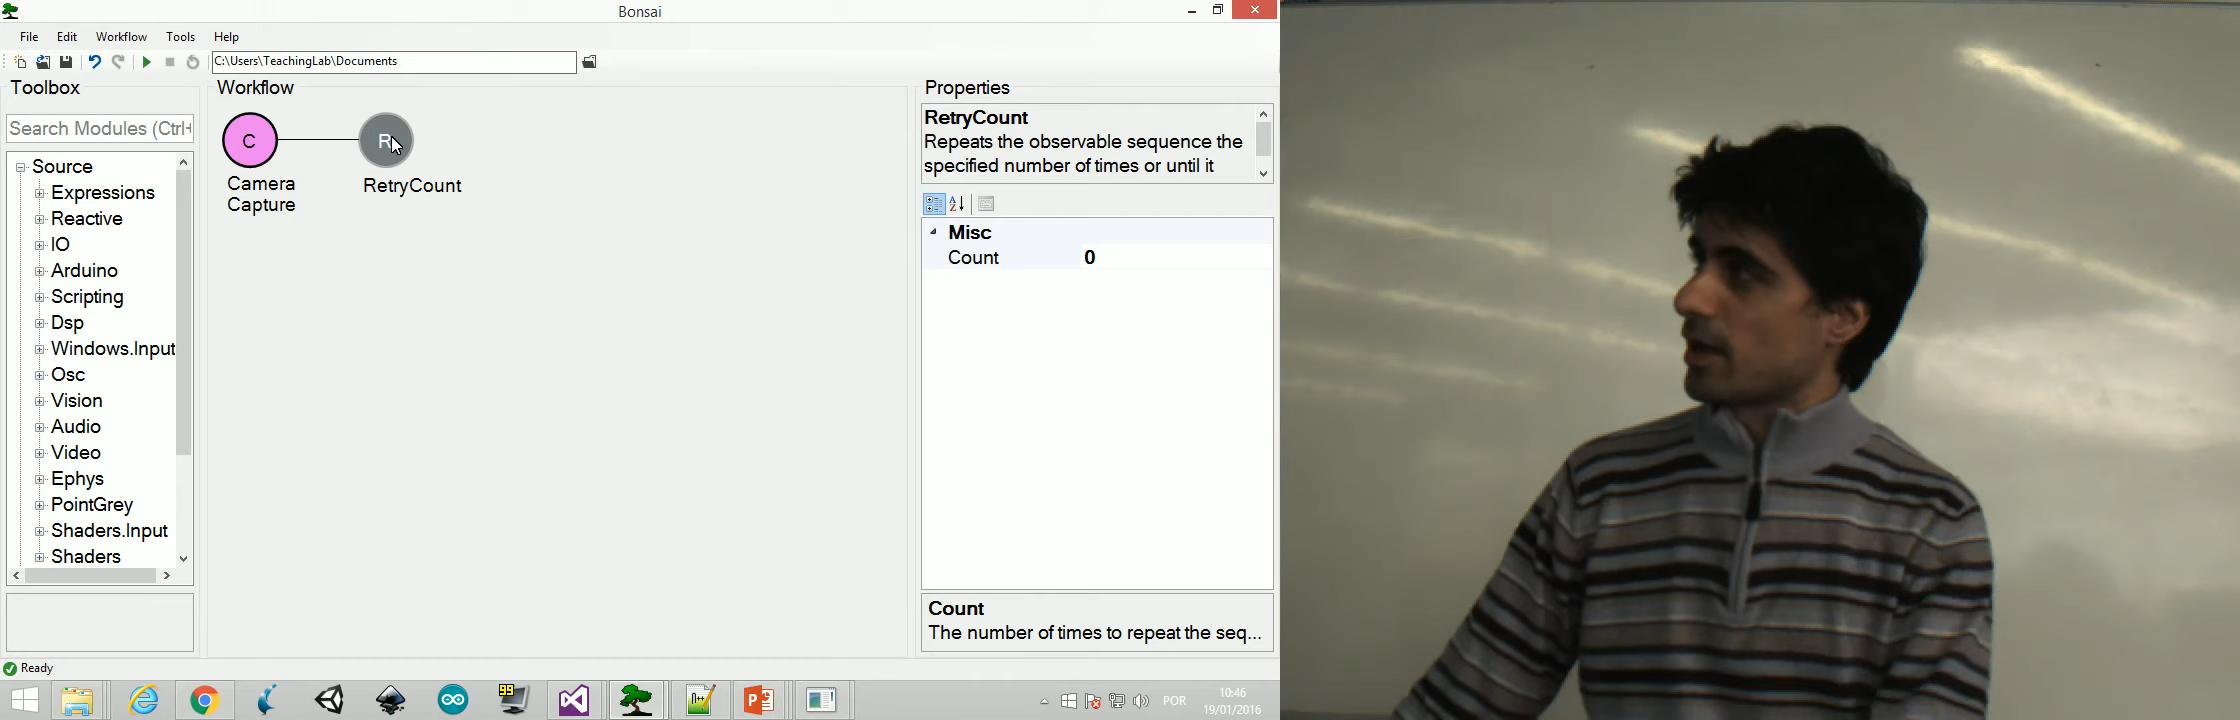 Bonsai
File Edit Workflow Tools Help
C:\Users\TeachingLab\Documents
Toolbox
Search Modules (Ctrl+
Source
Expressions
Reactive
IO
Arduino
Scripting
Dsp
Windows.Input
Osc
Vision
Audio
Video
Ephys
PointGrey
Shaders.Input
Shaders
Workflow
C
Camera
Capture
R
RetryCount
Properties
RetryCount
Repeats the observable sequence the
specified number of times or until it
Misc
Count 0
Count
The number of times to repeat the seq...
Ready
99
POR
10:46
19/01/2016